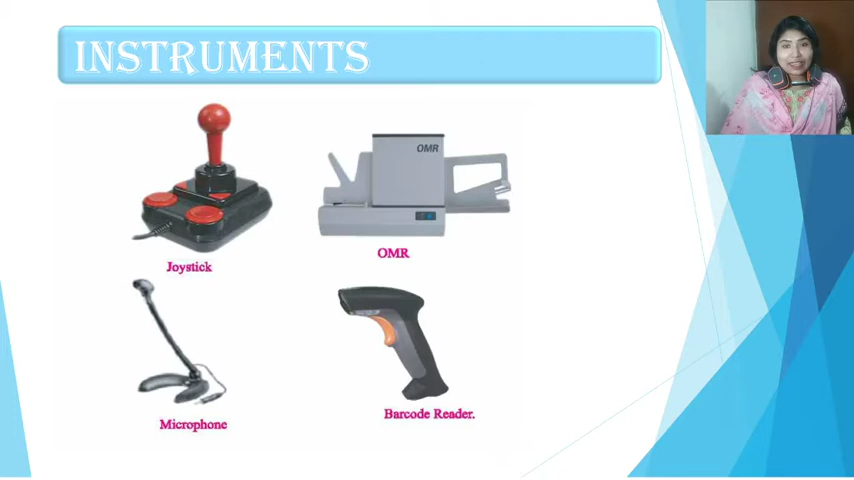 INSTRUMENTS
OMR
Joystick
OMR
Microphone
Barcode Reader.